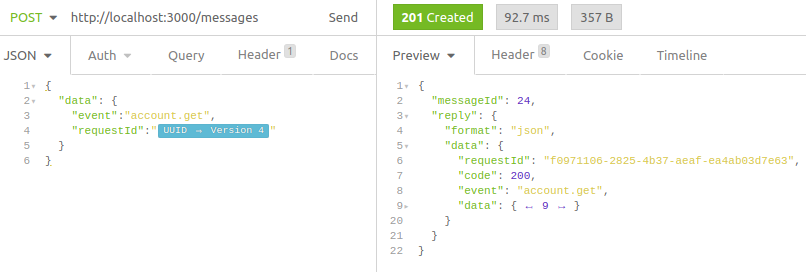 POST http://localhost:3000/messages Send
201 Created 92.7 ms 357 B
JSON Auth Query Header 1 Docs
Preview Header 8 Cookie Timeline
1 {
2 "data": {
3 "event":"account.get",
4 "requestId":"UUID → Version 4"
5 }
6 }
1 {
2 "messageId": 24,
3 "reply": {
4 "format": "json",
5 "data": {
6 "requestId": "f0971106-2825-4b37-aeaf-ea4ab03d7e63",
7 "code": 200,
8 "event": "account.get",
9 "data": { ↔ 9 ↔ }
20 }
21 }
22 }